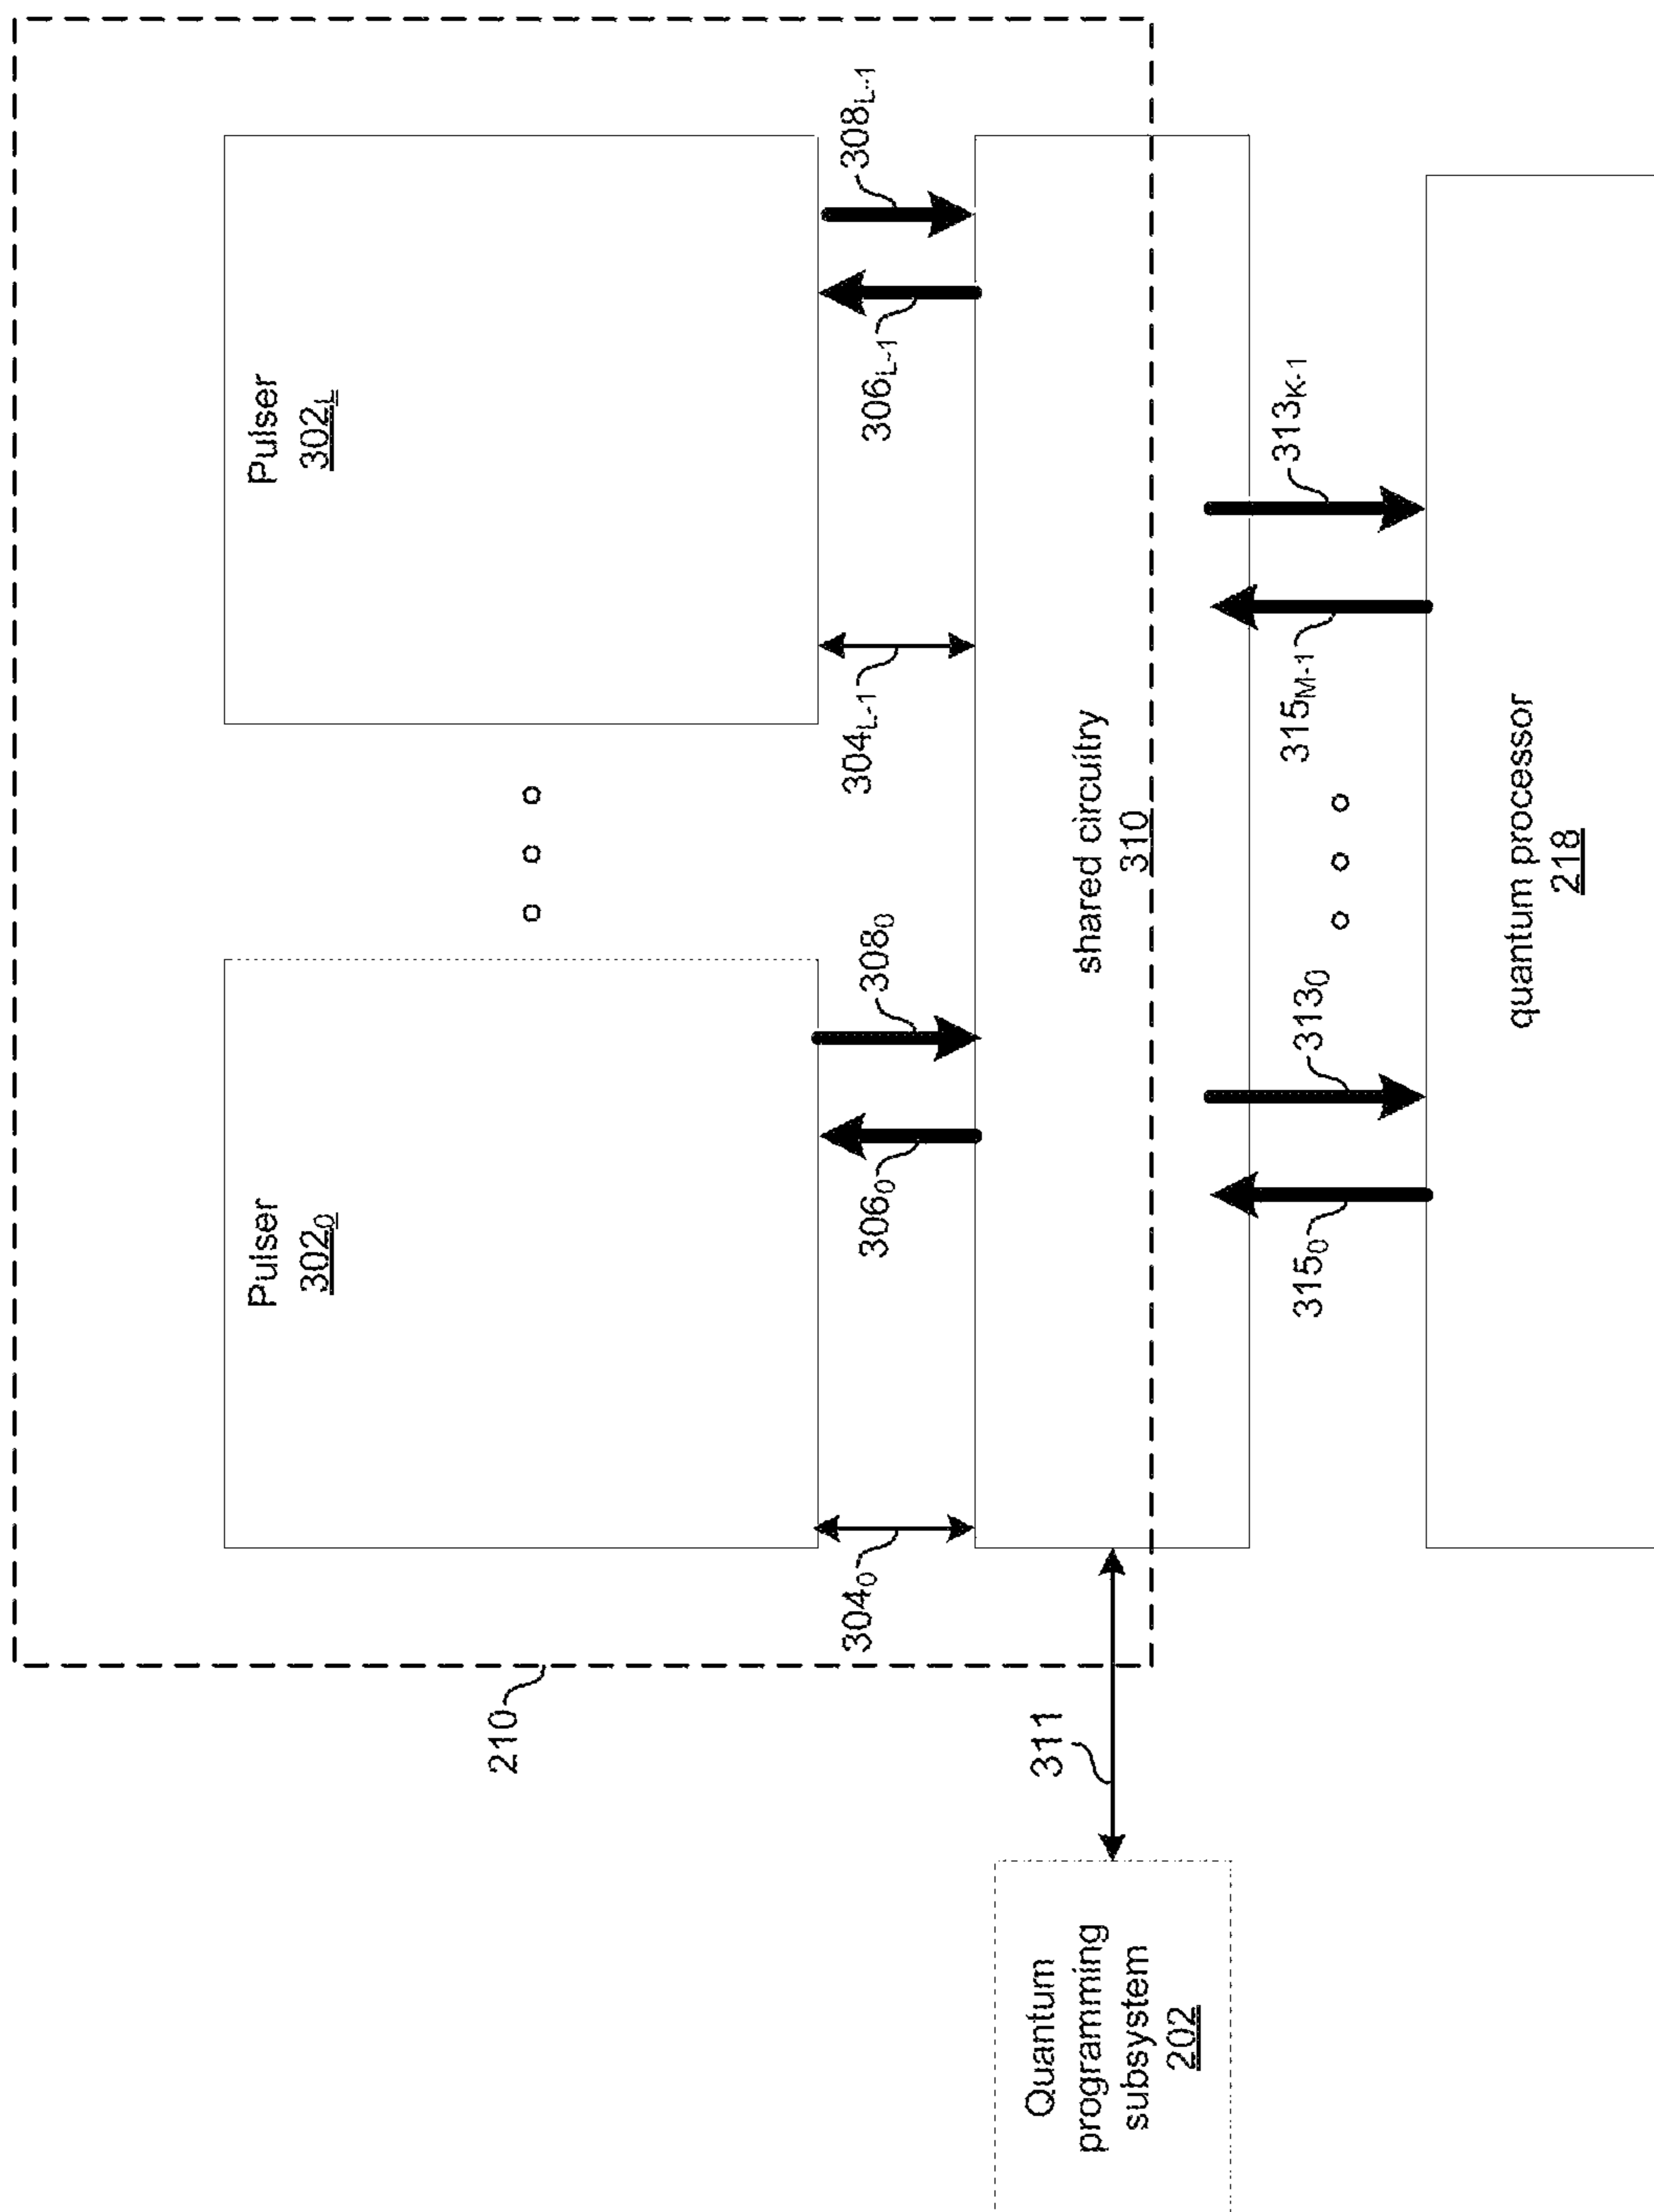 Pulser
302₀
Pulser
302L
304₀
306₀
308₀
304L-1
306L-1
308L-1
210
311
shared circuitry
310
315₀
313₀
315M-1
313K-1
Quantum
programming
subsystem
202
quantum processor
218